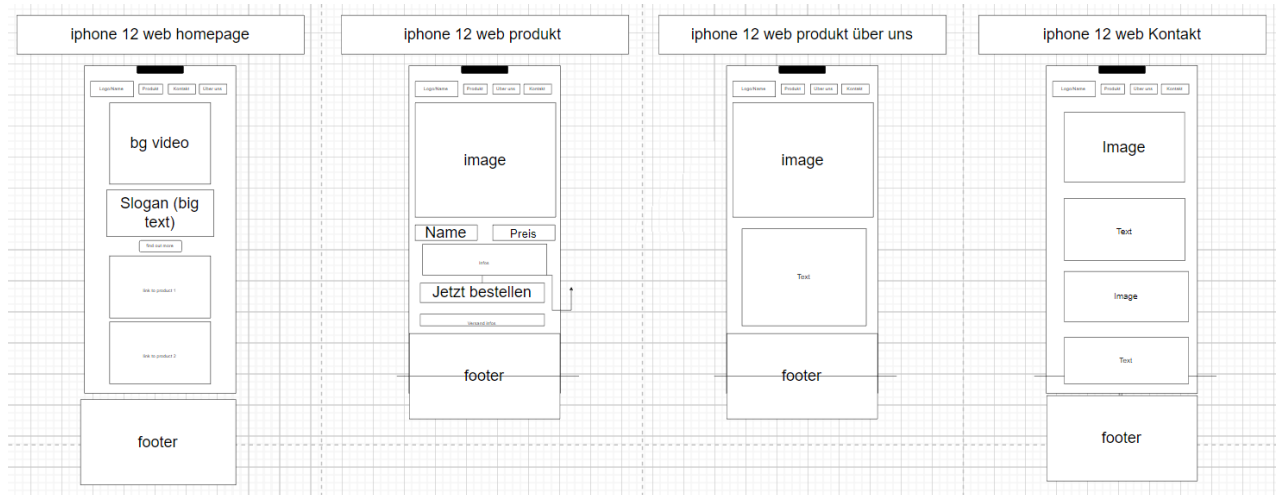 iphone 12 web homepage
Logo/Name
Produkt
Kontakt
Über uns
bg video
Slogan (big
text)
find out more
link to product 1
link to product 2
footer
iphone 12 web produkt
Logo/Name
Produkt
Über uns
Kontakt
image
Name
Preis
Infos
Jetzt bestellen
Versand infos
footer
iphone 12 web produkt über uns
Logo/Name
Produkt
Über uns
Kontakt
image
Text
footer
iphone 12 web Kontakt
Logo/Name
Produkt
Über uns
Kontakt
Image
Text
Image
Text
footer